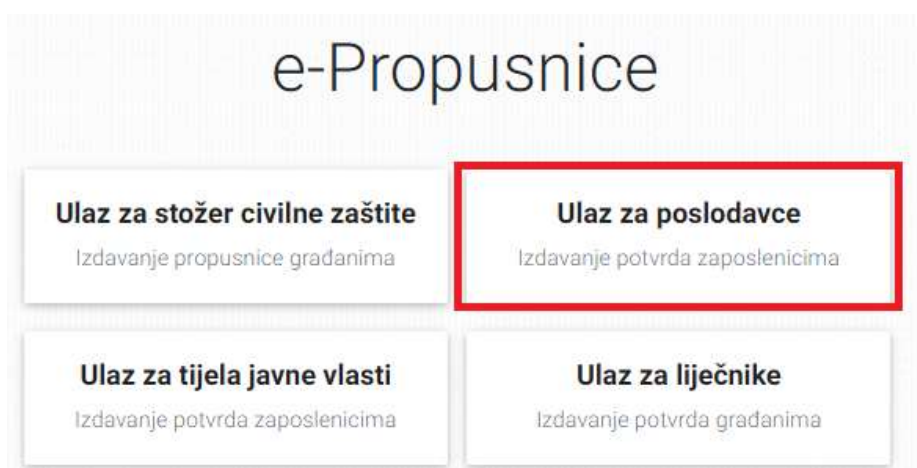 e-Propusnice
Ulaz za stožer civilne zaštite
Izdavanje propusnice građanima
Ulaz za poslodavce
Izdavanje potvrda zaposlenicima
Ulaz za tijela javne vlasti
Izdavanje potvrda zaposlenicima
Ulaz za liječnike
Izdavanje potvrda građanima